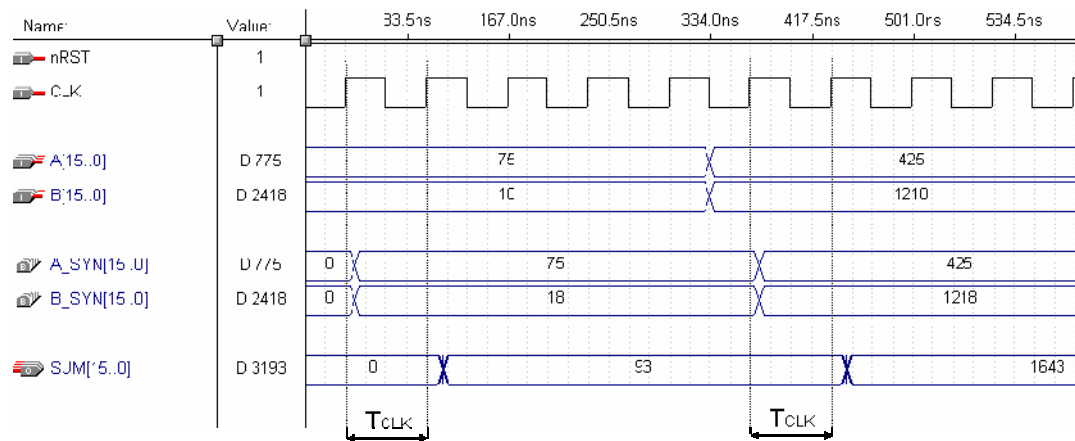 Name: Value: 33.5ns 167.0ns 250.5ns 334.0ns 417.5ns 501.0ns 534.5ns
nRST 1
CLK 1
A[15..0] D 775 75 425
B[15..0] D 2418 1210
A_SYN[15..0] D 775 0 75 425
B_SYN[15..0] D 2418 0 18 1218
SUM[15..0] D 3193 0 93 1643
TCLK TCLK